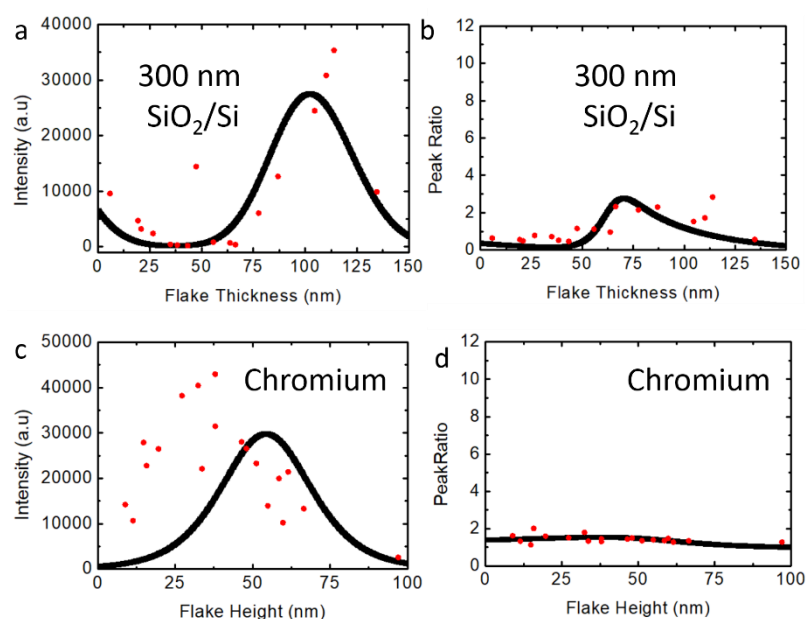 a
40000
30000
20000
10000
0
0 25 50 75 100 125 150
Intensity (a.u)
Flake Thickness (nm)
300 nm
SiO₂/Si
b
12
10
8
6
4
2
0
0 25 50 75 100 125 150
Peak Ratio
Flake Thickness (nm)
300 nm
SiO₂/Si
c
50000
40000
30000
20000
10000
0
0 25 50 75 100
Intensity (a.u)
Flake Height (nm)
Chromium
d
12
10
8
6
4
2
0
0 25 50 75 100
PeakRatio
Flake Height (nm)
Chromium